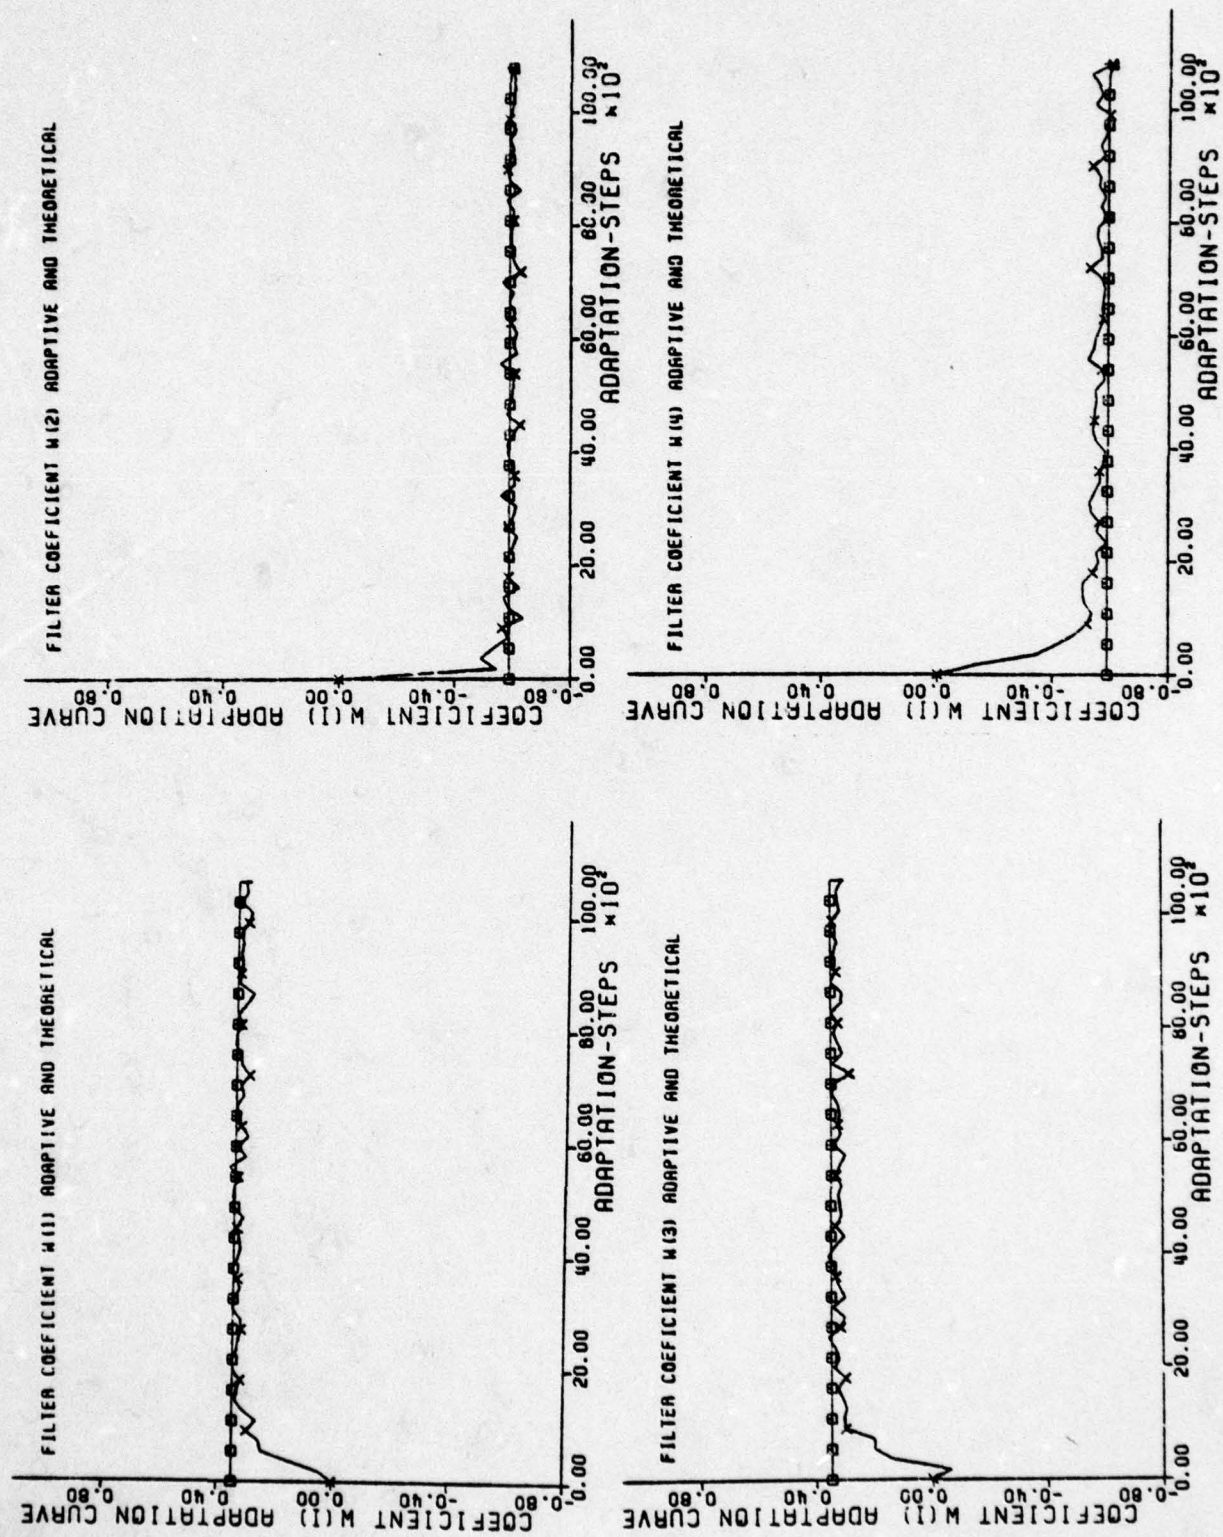 FILTER COEFICIENT W(1) ADAPTIVE AND THEORETICAL
COEFICIENT W(I)
ADAPTATION CURVE
0.80
0.40
0.00
-0.40
-0.80
0.00
20.00
40.00
60.00
80.00
100.00
ADAPTATION-STEPS ×10²
FILTER COEFICIENT W(2) ADAPTIVE AND THEORETICAL
COEFICIENT W(I)
ADAPTATION CURVE
0.80
0.40
0.00
-0.40
-0.80
0.00
20.00
40.00
60.00
80.00
100.00
ADAPTATION-STEPS ×10²
FILTER COEFICIENT W(3) ADAPTIVE AND THEORETICAL
COEFICIENT W(I)
ADAPTATION CURVE
0.80
0.40
0.00
-0.40
-0.80
0.00
20.00
40.00
60.00
80.00
100.00
ADAPTATION-STEPS ×10²
FILTER COEFICIENT W(4) ADAPTIVE AND THEORETICAL
COEFICIENT W(I)
ADAPTATION CURVE
0.80
0.40
0.00
-0.40
-0.80
0.00
20.00
40.00
60.00
80.00
100.00
ADAPTATION-STEPS ×10²